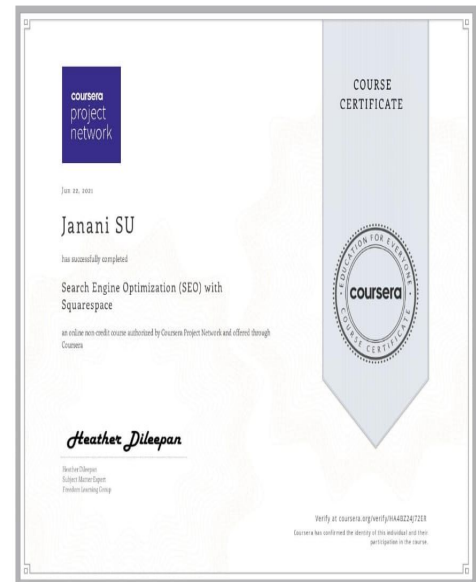 coursera
project
network
COURSE
CERTIFICATE
Jun 22, 2021
Janani SU
has successfully completed
Search Engine Optimization (SEO) with
Squarespace
an online non-credit course authorized by Coursera Project Network and offered through
Coursera
EDUCATION FOR EVERYONE
coursera
COURSE CERTIFICATE
Heather Dileepan
Heather Dileepan
Subject Matter Expert
Freedom Learning Group
Verify at coursera.org/verify/HA4BZ24J7ZER
Coursera has confirmed the identity of this individual and their
participation in the course.